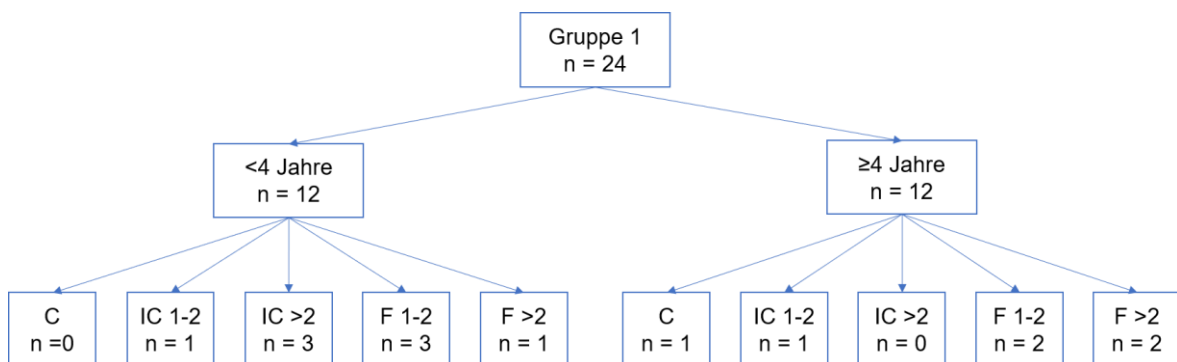 Gruppe 1
n = 24
<4 Jahre
n = 12
≥4 Jahre
n = 12
C
n =0
IC 1-2
n = 1
IC >2
n = 3
F 1-2
n = 3
F >2
n = 1
C
n = 1
IC 1-2
n = 1
IC >2
n = 0
F 1-2
n = 2
F >2
n = 2